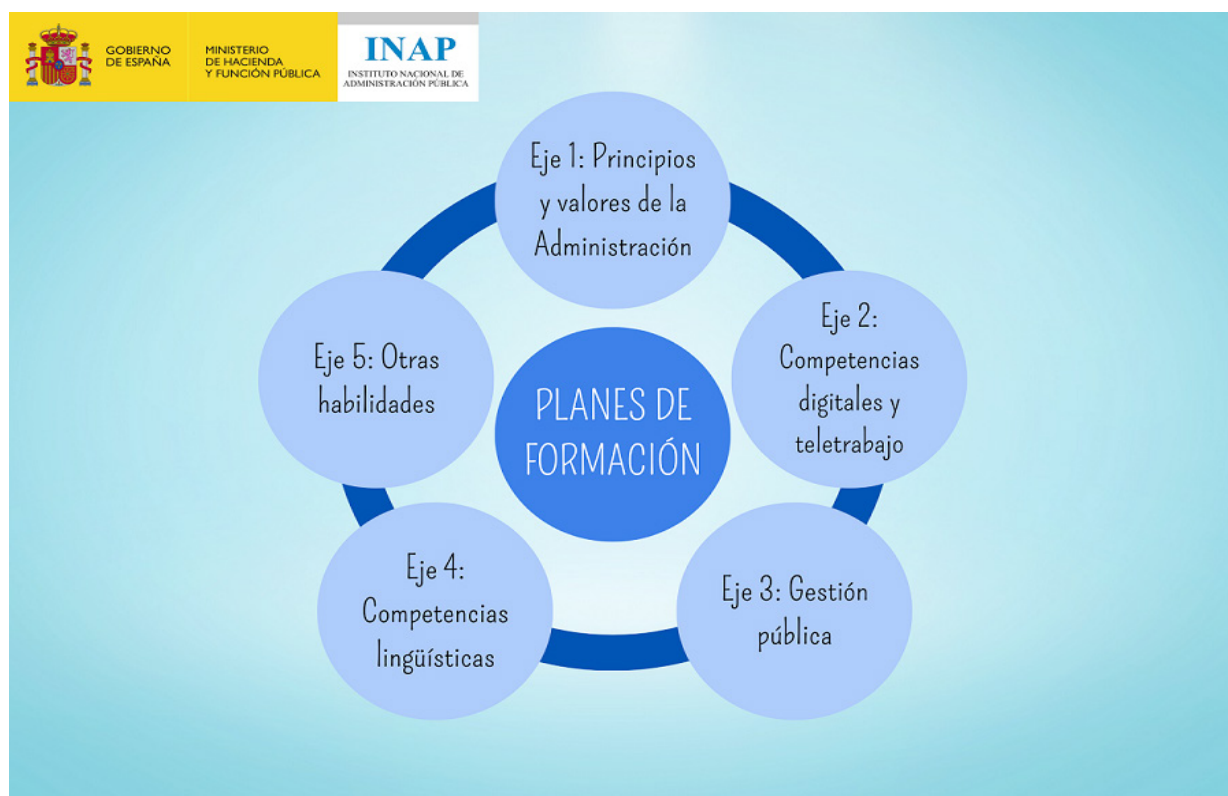 GOBIERNO
DE ESPAÑA
MINISTERIO
DE HACIENDA
Y FUNCIÓN PÚBLICA
INAP
INSTITUTO NACIONAL DE
ADMINISTRACIÓN PÚBLICA
Eje 1: Principios
y valores de la
Administración
Eje 2:
Competencias
digitales y
teletrabajo
Eje 3: Gestión
pública
Eje 4:
Competencias
lingüísticas
Eje 5: Otras
habilidades
PLANES DE
FORMACIÓN